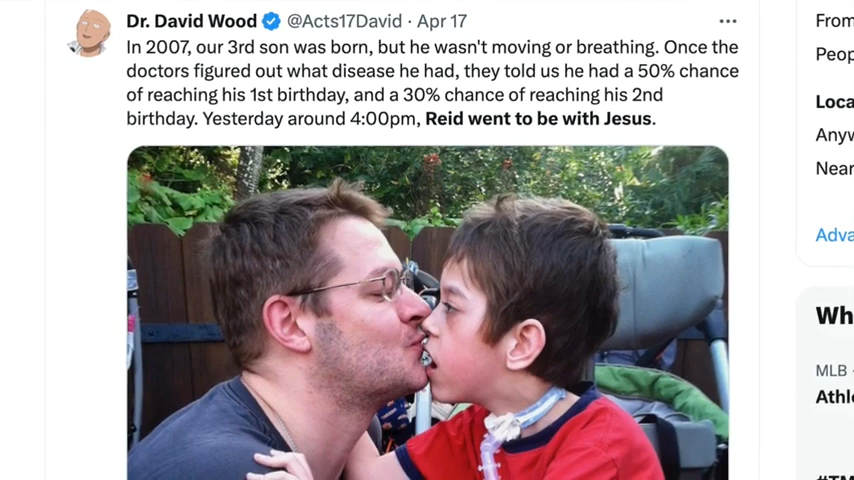 Dr. David Wood @Acts17David · Apr 17
In 2007, our 3rd son was born, but he wasn't moving or breathing. Once the
doctors figured out what disease he had, they told us he had a 50% chance
of reaching his 1st birthday, and a 30% chance of reaching his 2nd
birthday. Yesterday around 4:00pm, Reid went to be with Jesus.
From
Peop
Loca
Anyw
Near
Adva
Wh
MLB ·
Athle